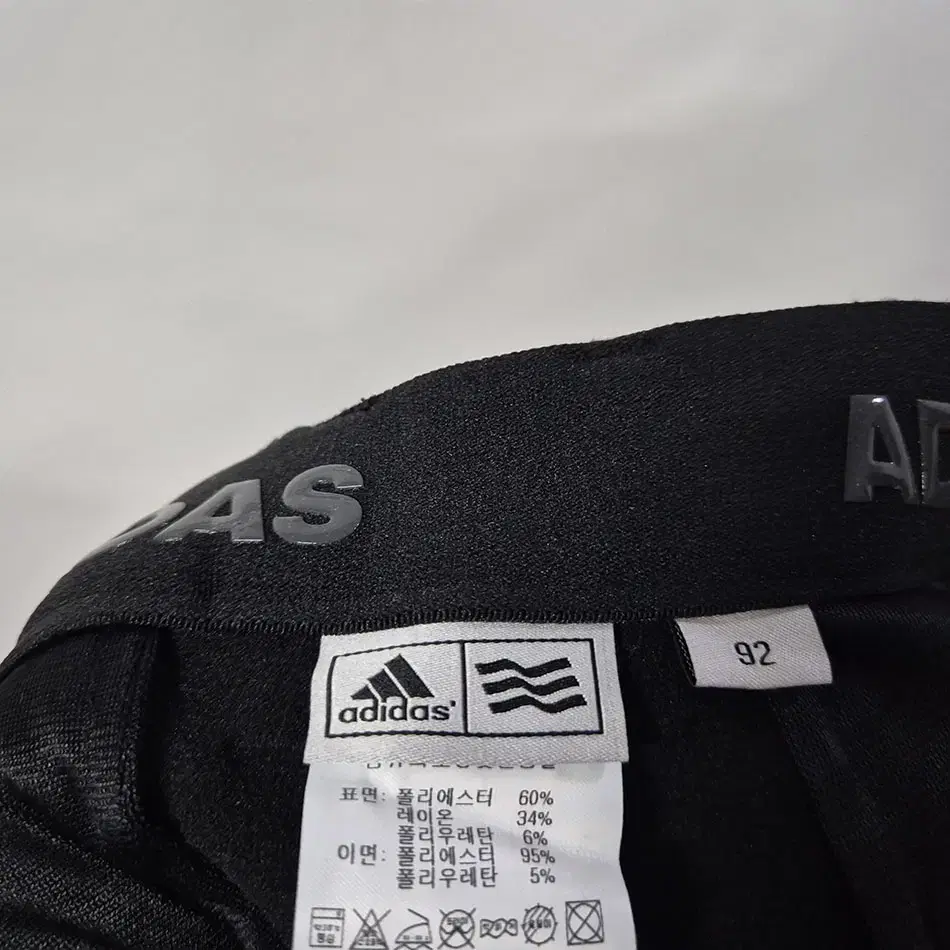 DAS
AD
92
adidas
표면: 폴리에스터 60%
레이온 34%
폴리우레탄 6%
이면: 폴리에스터 95%
폴리우레탄 5%